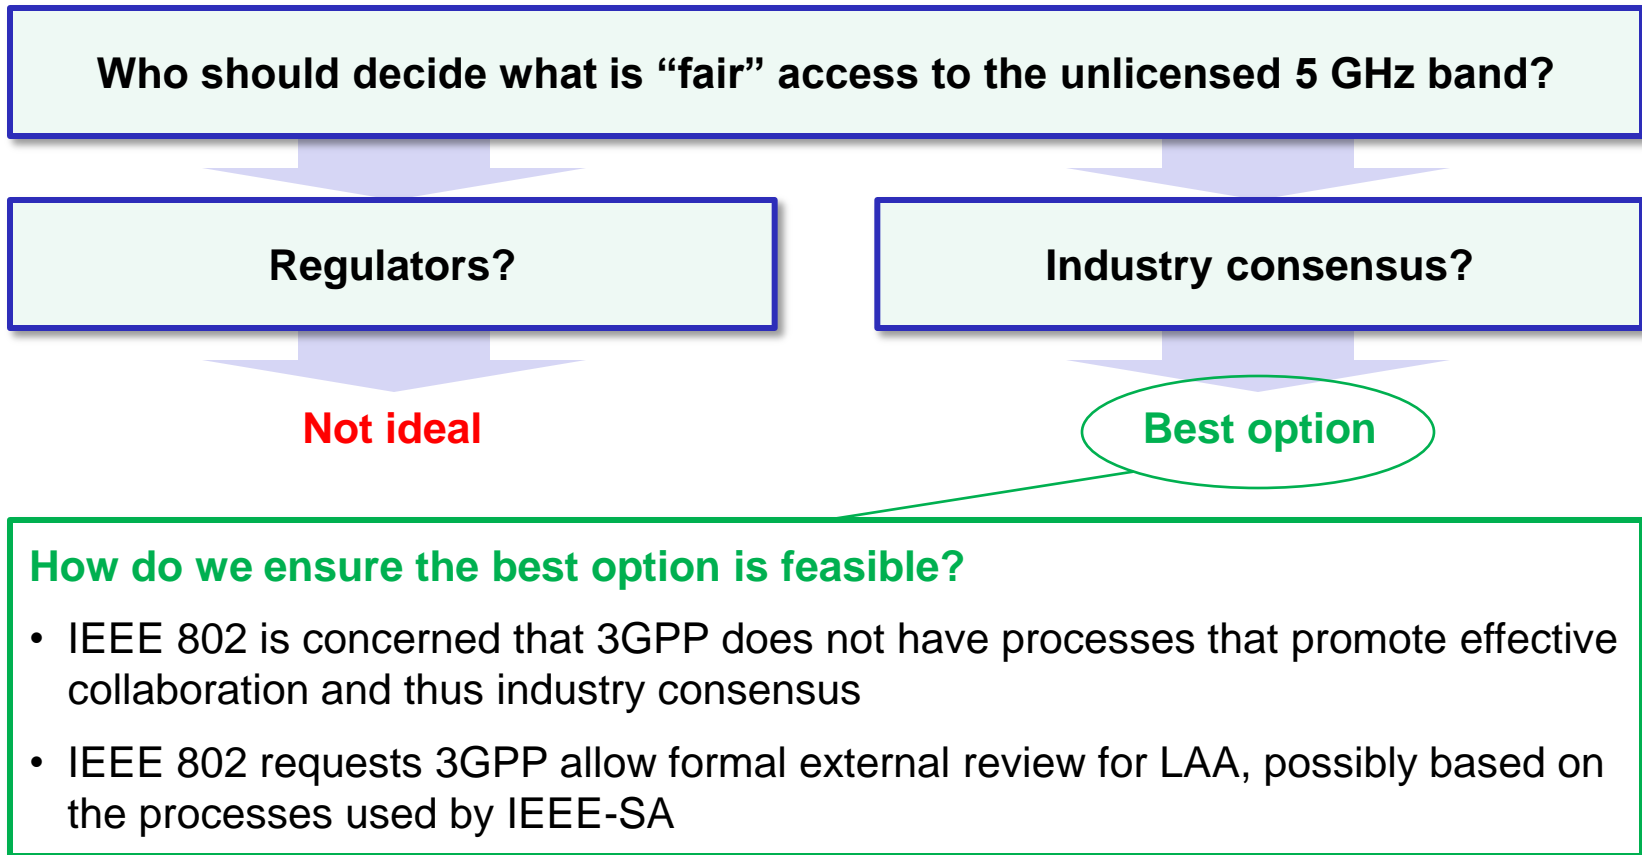 Who should decide what is “fair” access to the unlicensed 5 GHz band?
Regulators?
Industry consensus?
Not ideal
Best option
How do we ensure the best option is feasible?
• IEEE 802 is concerned that 3GPP does not have processes that promote effective
collaboration and thus industry consensus
• IEEE 802 requests 3GPP allow formal external review for LAA, possibly based on
the processes used by IEEE-SA